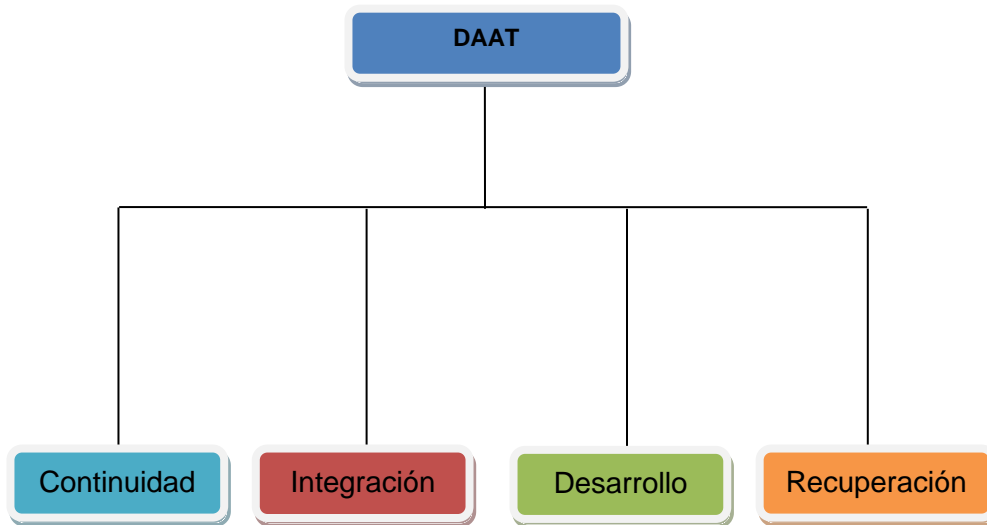 DAAT
Continuidad
Integración
Desarrollo
Recuperación